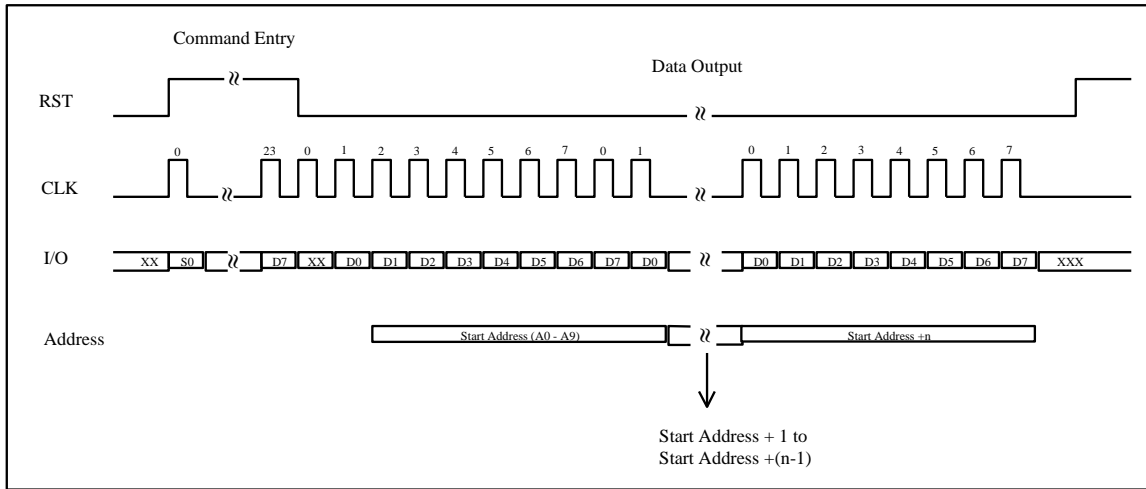 Command Entry
Data Output
RST
0 23 0 1 2 3 4 5 6 7 0 1 0 1 2 3 4 5 6 7
CLK
I/O XX S0 D7 XX D0 D1 D2 D3 D4 D5 D6 D7 D0 D0 D1 D2 D3 D4 D5 D6 D7 XXX
Address Start Address (A0 - A9) Start Address +n
Start Address + 1 to
Start Address +(n-1)